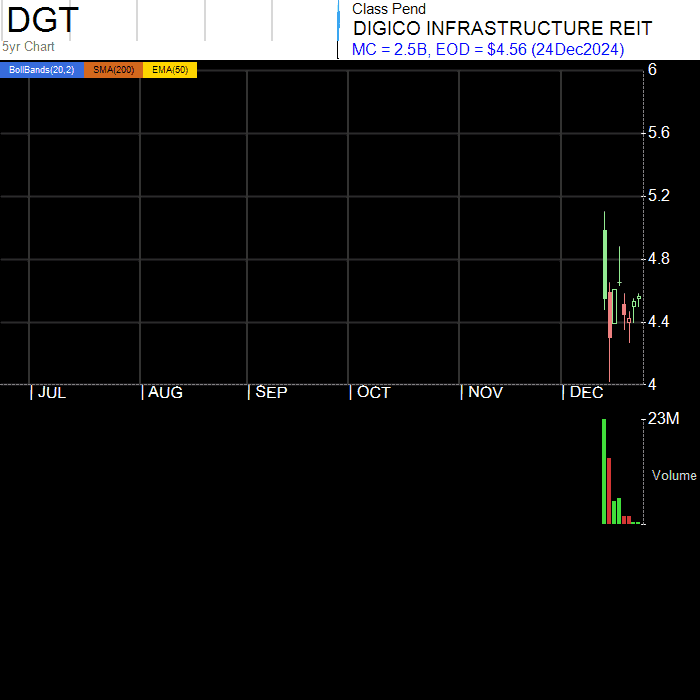 DGT
5yr Chart
Class Pend
DIGICO INFRASTRUCTURE REIT
MC = 2.5B, EOD = $4.56 (24Dec2024)
BollBands(20,2) SMA(200) EMA(50)
6
5.6
5.2
4.8
4.4
4
JUL AUG SEP OCT NOV DEC
23M
Volume